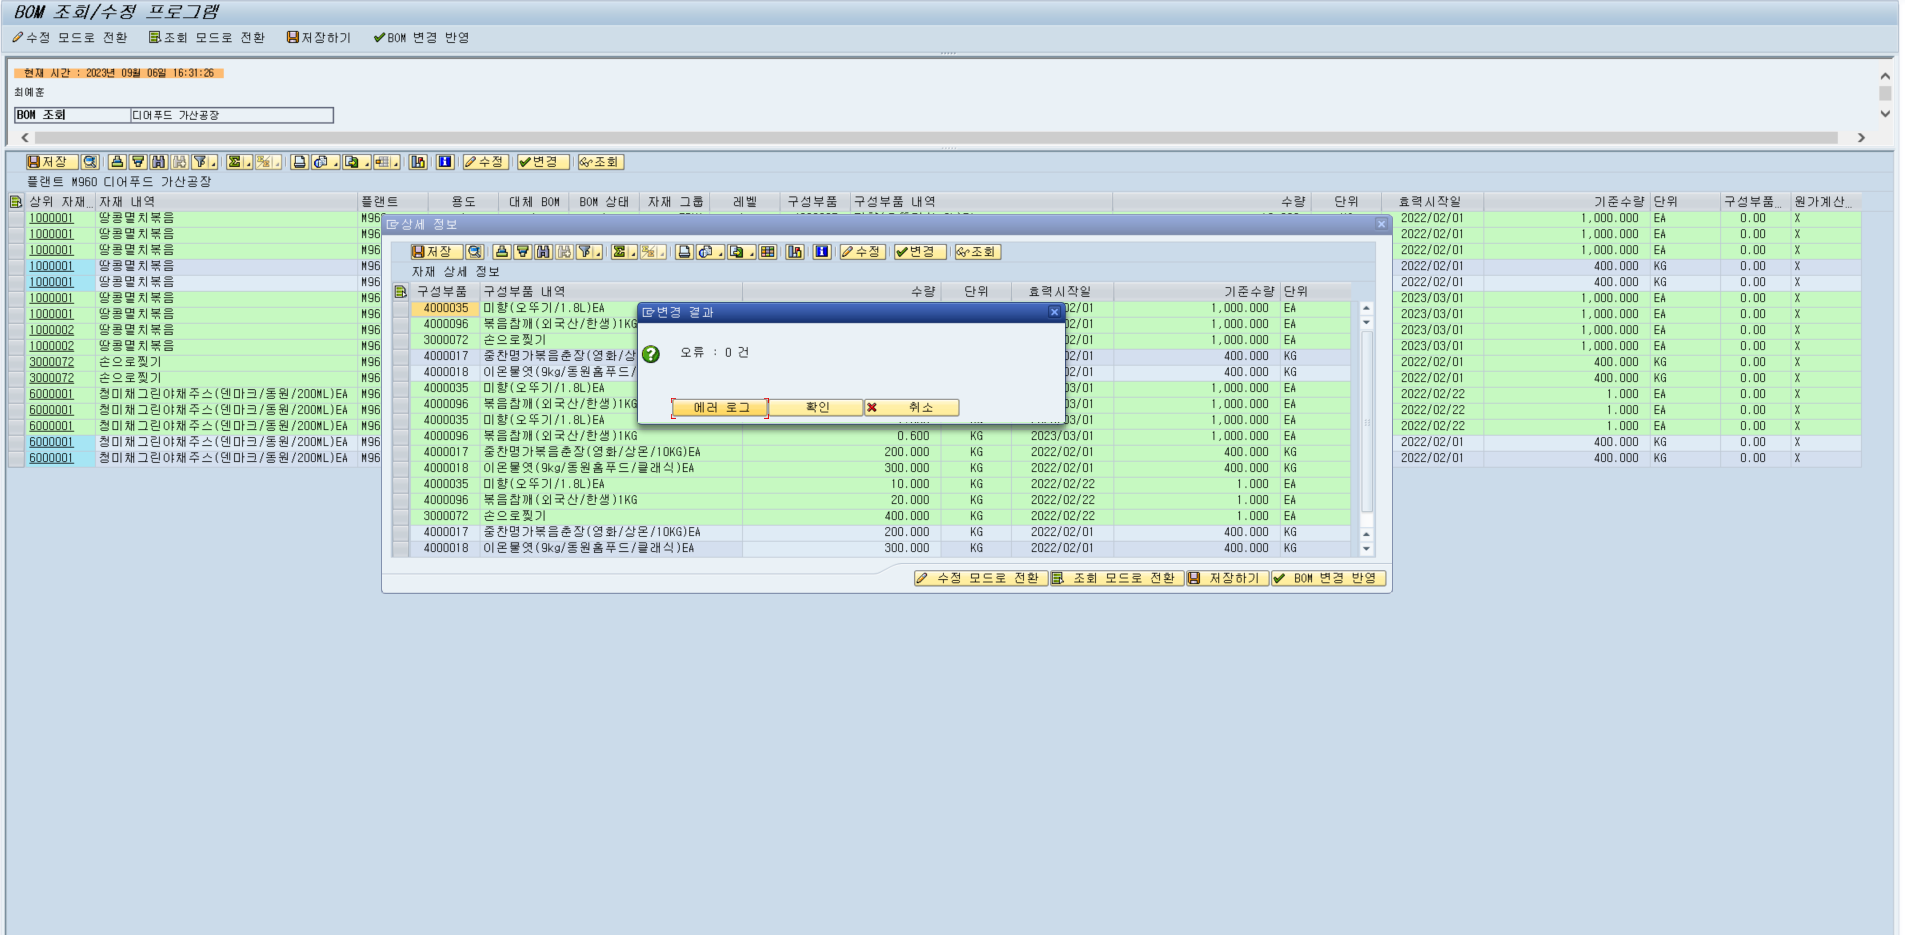 BOM 조회/수정 프로그램
수정 모드로 전환 조회 모드로 전환 저장하기 BOM 변경 반영
현재 시간 : 2023년 09월 06일 16:31:26
최예훈
BOM 조회 디어푸드 가산공장
저장 수정 변경 조회
플랜트 M960 디어푸드 가산공장
상위 자재… 자재 내역 플랜트 용도 대체 BOM BOM 상태 자재 그룹 레벨 구성부품 구성부품 내역 수량 단위 효력시작일 기준수량 단위 구성부품… 원가계산…
1000001 땅콩멸치볶음 M960 2022/02/01 1,000.000 EA 0.00 X
1000001 땅콩멸치볶음 M96 2022/02/01 1,000.000 EA 0.00 X
1000001 땅콩멸치볶음 M96 2022/02/01 1,000.000 EA 0.00 X
1000001 땅콩멸치볶음 M96 2022/02/01 400.000 KG 0.00 X
1000001 땅콩멸치볶음 M96 2022/02/01 400.000 KG 0.00 X
1000001 땅콩멸치볶음 M96 2023/03/01 1,000.000 EA 0.00 X
1000001 땅콩멸치볶음 M96 2023/03/01 1,000.000 EA 0.00 X
1000002 땅콩멸치볶음 M96 2023/03/01 1,000.000 EA 0.00 X
1000002 땅콩멸치볶음 M96 2023/03/01 1,000.000 EA 0.00 X
3000072 손으로찢기 M96 2022/02/01 400.000 KG 0.00 X
3000072 손으로찢기 M96 2022/02/01 400.000 KG 0.00 X
6000001 청미채그린야채주스(덴마크/동원/200ML)EA M96 2022/02/22 1.000 EA 0.00 X
6000001 청미채그린야채주스(덴마크/동원/200ML)EA M96 2022/02/22 1.000 EA 0.00 X
6000001 청미채그린야채주스(덴마크/동원/200ML)EA M96 2022/02/22 1.000 EA 0.00 X
6000001 청미채그린야채주스(덴마크/동원/200ML)EA M96 2022/02/01 400.000 KG 0.00 X
6000001 청미채그린야채주스(덴마크/동원/200ML)EA M96 2022/02/01 400.000 KG 0.00 X
상세 정보
저장 수정 변경 조회
자재 상세 정보
구성부품 구성부품 내역 수량 단위 효력시작일 기준수량 단위
4000035 미향(오뚜기/1.8L)EA 02/01 1,000.000 EA
4000096 볶음참깨(외국산/한생)1KG 02/01 1,000.000 EA
3000072 손으로찢기 02/01 1,000.000 EA
4000017 중찬명가볶음춘장(영화/상 02/01 400.000 KG
4000018 이온물엿(9kg/동원홈푸드/ 02/01 400.000 KG
4000035 미향(오뚜기/1.8L)EA 03/01 1,000.000 EA
4000096 볶음참깨(외국산/한생)1KG 03/01 1,000.000 EA
4000035 미향(오뚜기/1.8L)EA 03/01 1,000.000 EA
4000096 볶음참깨(외국산/한생)1KG 0.600 KG 2023/03/01 1,000.000 EA
4000017 중찬명가볶음춘장(영화/상온/10KG)EA 200.000 KG 2022/02/01 400.000 KG
4000018 이온물엿(9kg/동원홈푸드/클래식)EA 300.000 KG 2022/02/01 400.000 KG
4000035 미향(오뚜기/1.8L)EA 10.000 KG 2022/02/22 1.000 EA
4000096 볶음참깨(외국산/한생)1KG 20.000 KG 2022/02/22 1.000 EA
3000072 손으로찢기 400.000 KG 2022/02/22 1.000 EA
4000017 중찬명가볶음춘장(영화/상온/10KG)EA 200.000 KG 2022/02/01 400.000 KG
4000018 이온물엿(9kg/동원홈푸드/클래식)EA 300.000 KG 2022/02/01 400.000 KG
수정 모드로 전환 조회 모드로 전환 저장하기 BOM 변경 반영
변경 결과
오류 : 0 건
에러 로그 확인 취소